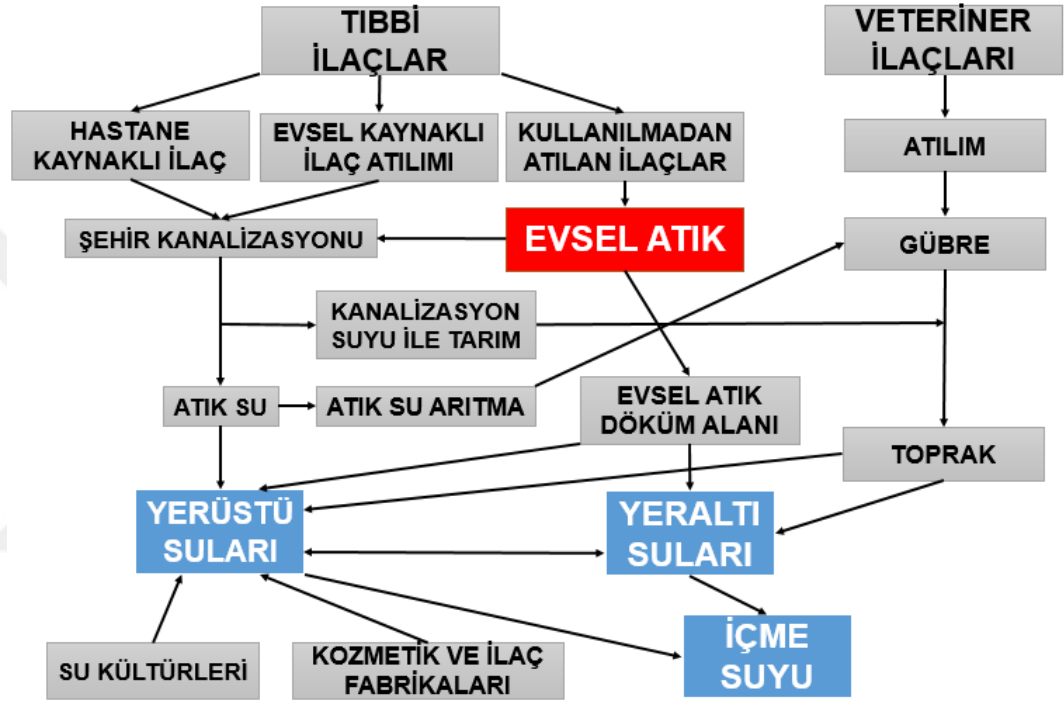 TIBBİ
İLAÇLAR
VETERİNER
İLAÇLARI
HASTANE
KAYNAKLI İLAÇ
EVSEL KAYNAKLI
İLAÇ ATILIMI
KULLANILMADAN
ATILAN İLAÇLAR
ATILIM
ŞEHİR KANALİZASYONU
EVSEL ATIK
GÜBRE
KANALİZASYON
SUYU İLE TARIM
ATIK SU
ATIK SU ARITMA
EVSEL ATIK
DÖKÜM ALANI
TOPRAK
YERÜSTÜ
SULARI
YERALTI
SULARI
SU KÜLTÜRLERİ
KOZMETİK VE İLAÇ
FABRİKALARI
İÇME
SUYU